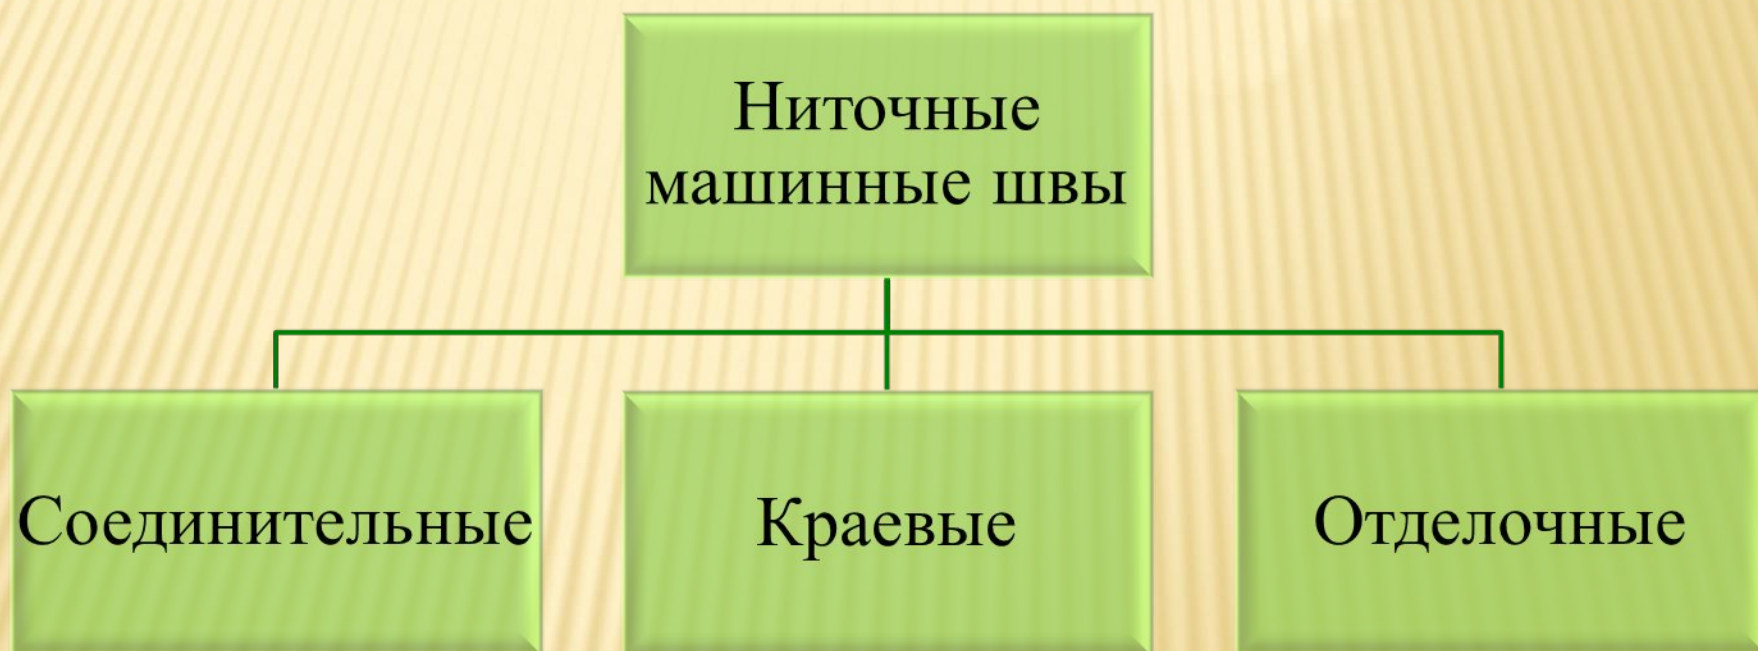 Ниточные
машинные швы
Соединительные
Краевые
Отделочные